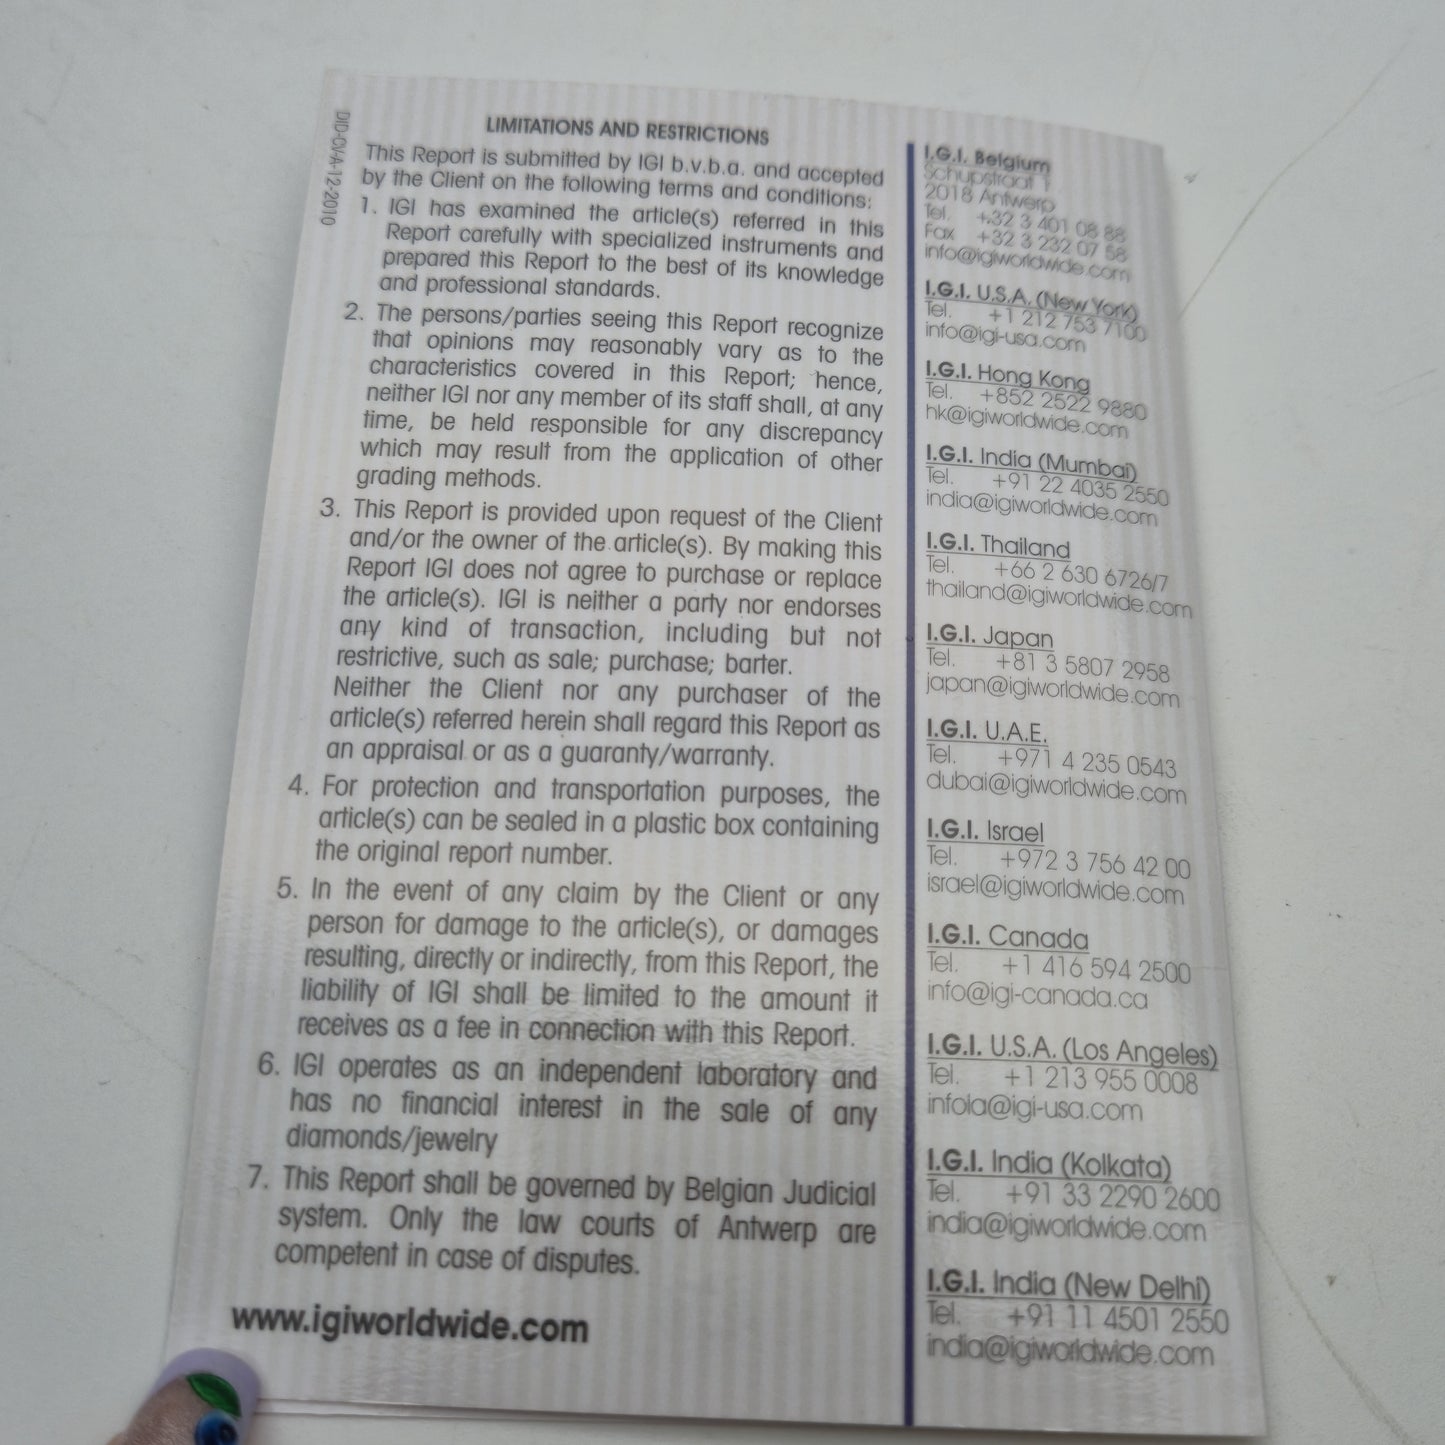 DID-CV-A-12-2010
LIMITATIONS AND RESTRICTIONS
This Report is submitted by IGI b.v.b.a. and accepted
by the Client on the following terms and conditions:
1. IGI has examined the article(s) referred in this
Report carefully with specialized instruments and
prepared this Report to the best of its knowledge
and professional standards.
2. The persons/parties seeing this Report recognize
that opinions may reasonably vary as to the
characteristics covered in this Report; hence,
neither IGI nor any member of its staff shall, at any
time, be held responsible for any discrepancy
which may result from the application of other
grading methods.
3. This Report is provided upon request of the Client
and/or the owner of the article(s). By making this
Report IGI does not agree to purchase or replace
the article(s). IGI is neither a party nor endorses
any kind of transaction, including but not
restrictive, such as sale; purchase; barter.
Neither the Client nor any purchaser of the
article(s) referred herein shall regard this Report as
an appraisal or as a guaranty/warranty.
4. For protection and transportation purposes, the
article(s) can be sealed in a plastic box containing
the original report number.
5. In the event of any claim by the Client or any
person for damage to the article(s), or damages
resulting, directly or indirectly, from this Report, the
liability of IGI shall be limited to the amount it
receives as a fee in connection with this Report.
6. IGI operates as an independent laboratory and
has no financial interest in the sale of any
diamonds/jewelry
7. This Report shall be governed by Belgian Judicial
system. Only the law courts of Antwerp are
competent in case of disputes.
www.igiworldwide.com
I.G.I. Belgium
Schupstraat 1
2018 Antwerp
Tel. +32 3 401 08 88
Fax +32 3 232 07 58
info@igiworldwide.com
I.G.I. U.S.A. (New York)
Tel. +1 212 753 7100
info@igi-usa.com
I.G.I. Hong Kong
Tel. +852 2522 9880
hk@igiworldwide.com
I.G.I. India (Mumbai)
Tel. +91 22 4035 2550
india@igiworldwide.com
I.G.I. Thailand
Tel. +66 2 630 6726/7
thailand@igiworldwide.com
I.G.I. Japan
Tel. +81 3 5807 2958
japan@igiworldwide.com
I.G.I. U.A.E.
Tel. +971 4 235 0543
dubai@igiworldwide.com
I.G.I. Israel
Tel. +972 3 756 42 00
israel@igiworldwide.com
I.G.I. Canada
Tel. +1 416 594 2500
info@igi-canada.ca
I.G.I. U.S.A. (Los Angeles)
Tel. +1 213 955 0008
infola@igi-usa.com
I.G.I. India (Kolkata)
Tel. +91 33 2290 2600
india@igiworldwide.com
I.G.I. India (New Delhi)
Tel. +91 11 4501 2550
india@igiworldwide.com